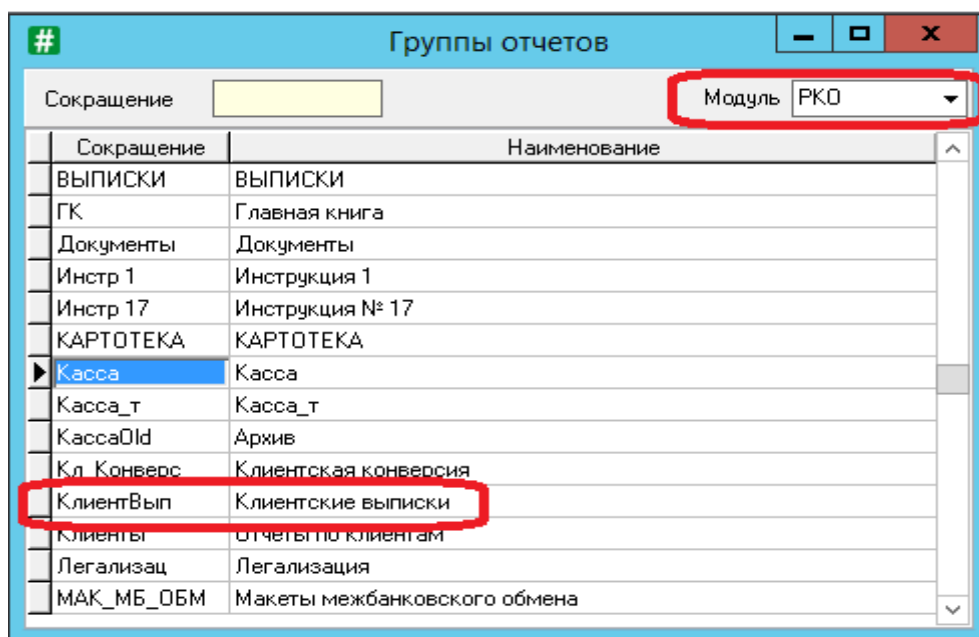 # Группы отчетов
Сокращение Модуль РКО
Сокращение Наименование
ВЫПИСКИ ВЫПИСКИ
ГК Главная книга
Документы Документы
Инстр 1 Инструкция 1
Инстр 17 Инструкция № 17
КАРТОТЕКА КАРТОТЕКА
Касса Касса
Касса_т Касса_т
КассаOld Архив
Кл_Конверс Клиентская конверсия
КлиентВып Клиентские выписки
Клиенты Отчеты по клиентам
Легализац Легализация
МАК_МБ_ОБМ Макеты межбанковского обмена